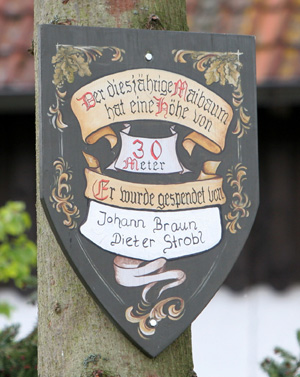 Der diesjährige Maibaum
hat eine Höhe von
30
Meter
Er wurde gespendet von
Johann Braun
Dieter Strobl